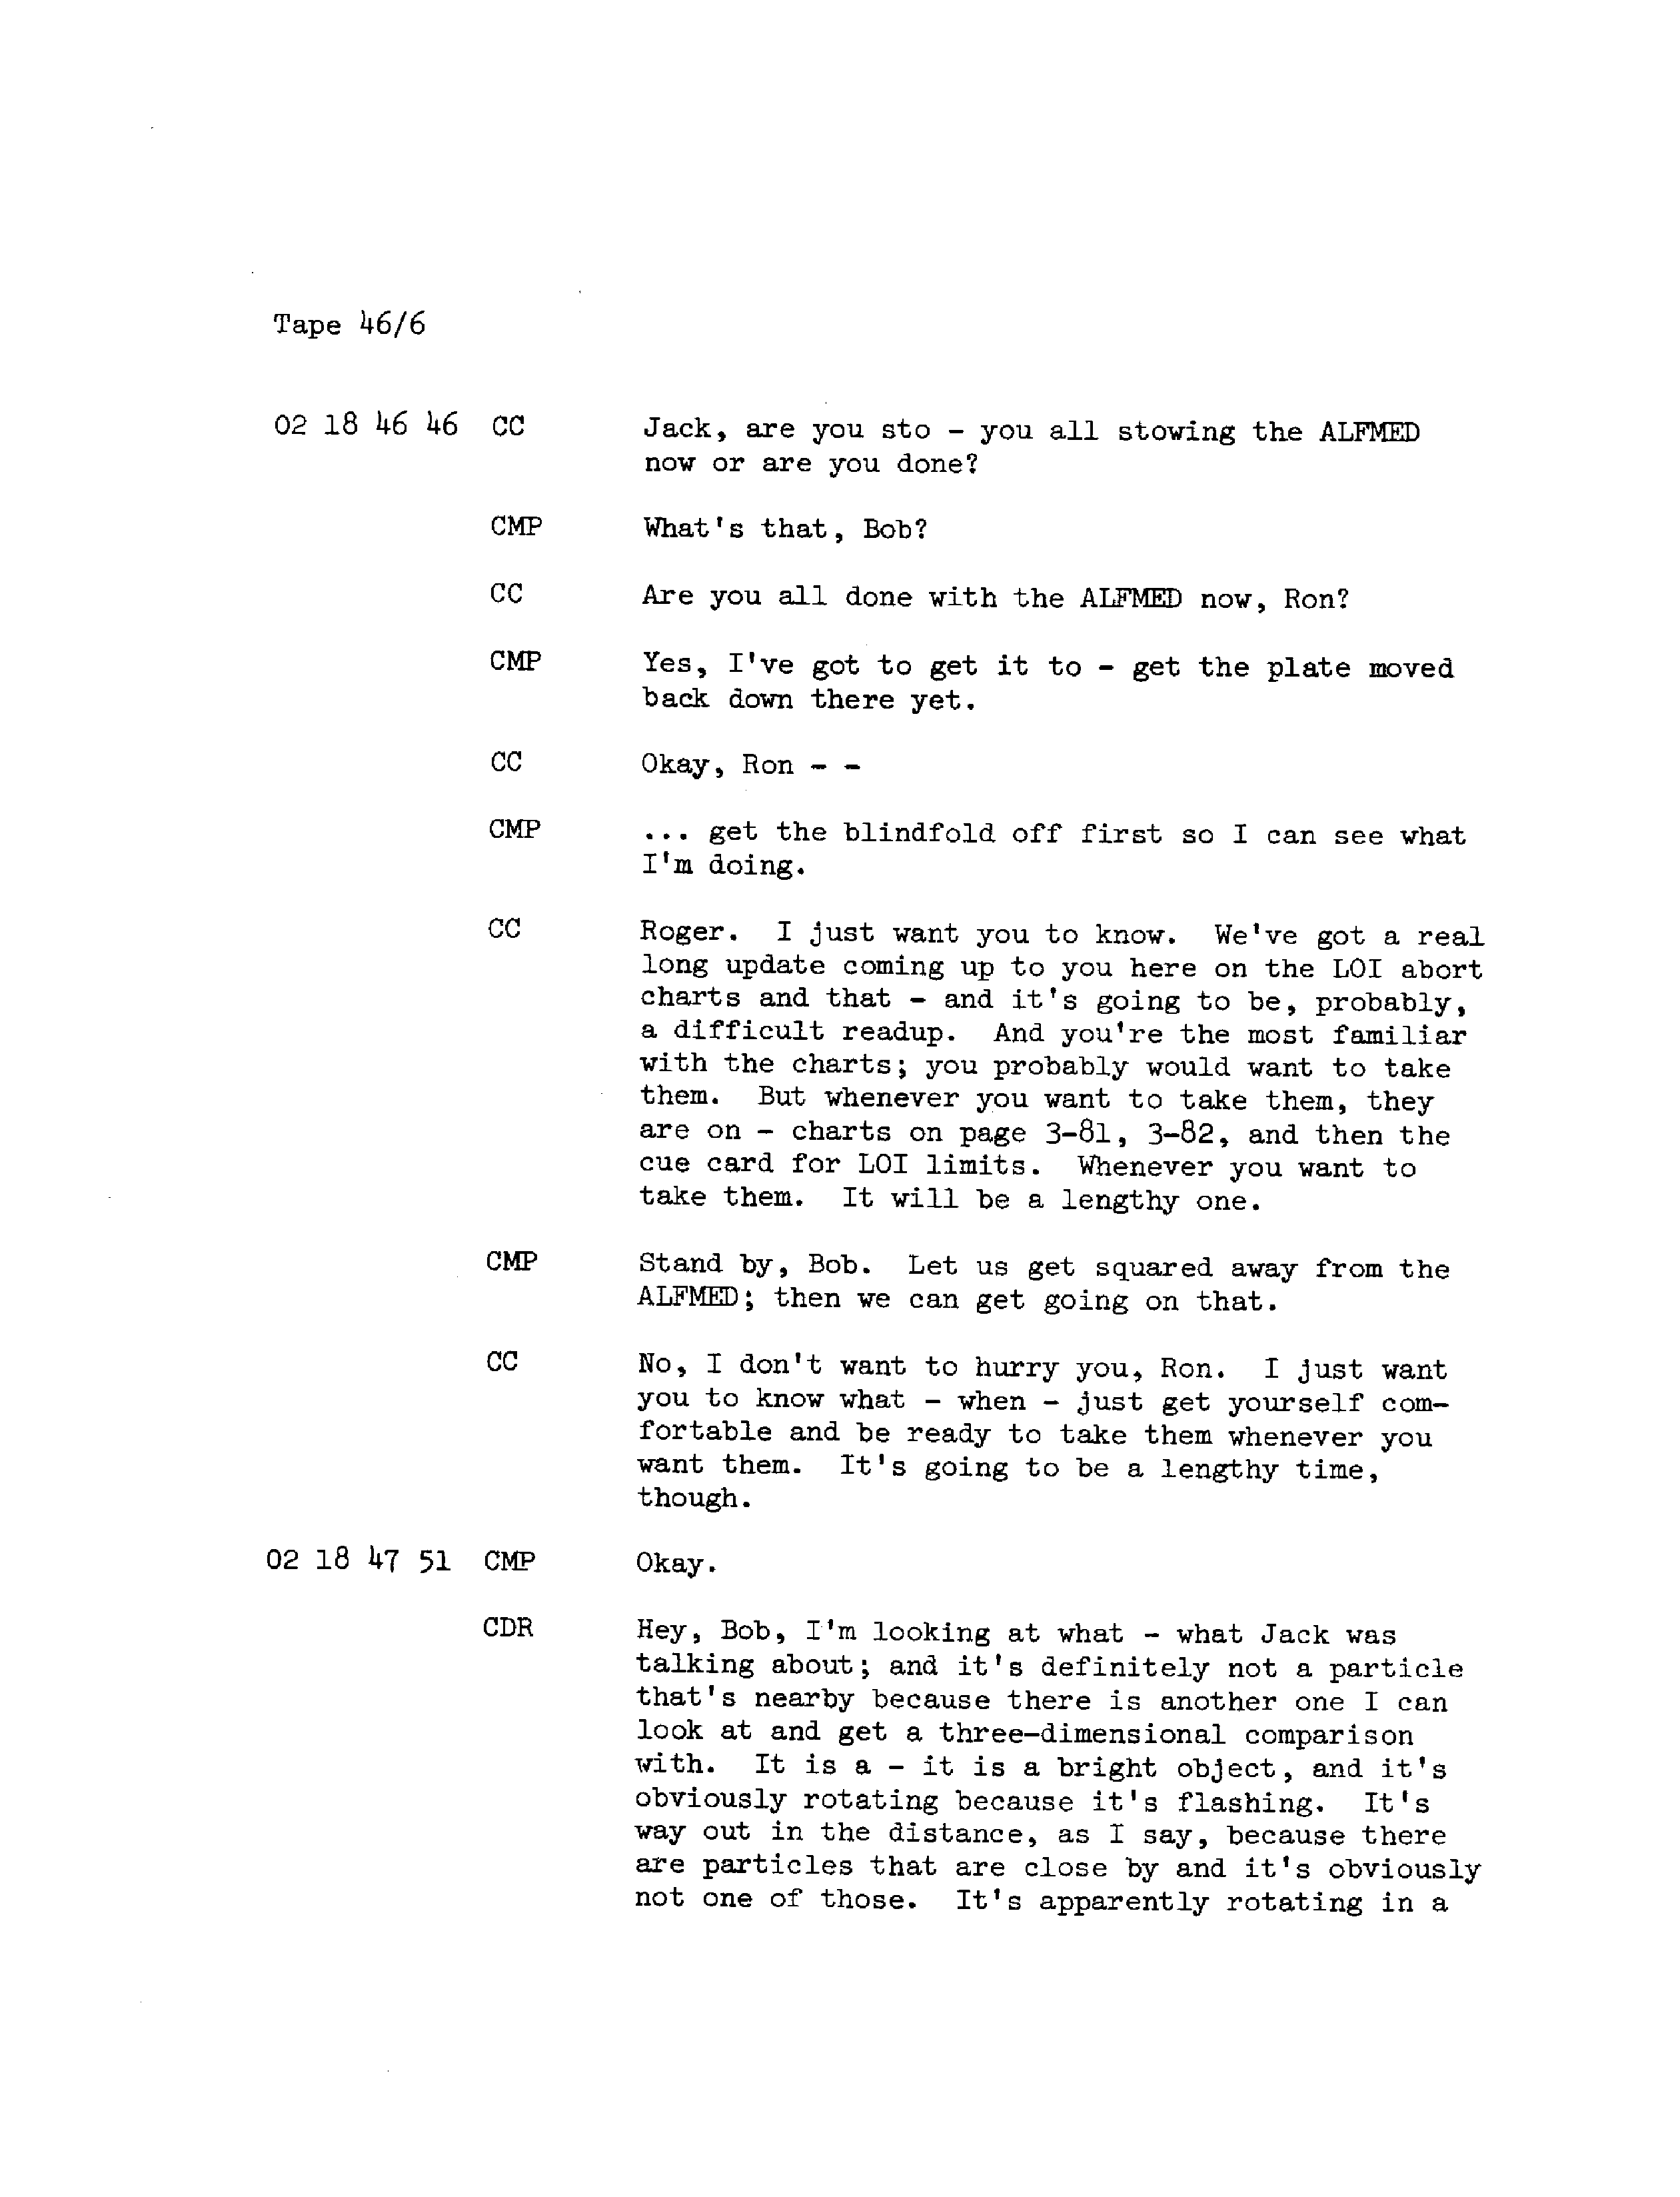 Tape 46/6
02 18 46 46 CC Jack, are you sto - you all stowing the ALFMED
now or are you done?
CMP What's that, Bob?
CC Are you all done with the ALFMED now, Ron?
CMP Yes, I've got to get it to - get the plate moved
back down there yet.
CC Okay, Ron - -
CMP ... get the blindfold off first so I can see what
I'm doing.
CC Roger. I just want you to know. We've got a real
long update coming up to you here on the LOI abort
charts and that - and it's going to be, probably,
a difficult readup. And you're the most familiar
with the charts; you probably would want to take
them. But whenever you want to take them, they
are on - charts on page 3-81, 3-82, and then the
cue card for LOI limits. Whenever you want to
take them. It will be a lengthy one.
CMP Stand by, Bob. Let us get squared away from the
ALFMED; then we can get going on that.
CC No, I don't want to hurry you, Ron. I just want
you to know what - when - just get yourself com-
fortable and be ready to take them whenever you
want them. It's going to be a lengthy time,
though.
02 18 47 51 CMP Okay.
CDR Hey, Bob, I'm looking at what - what Jack was
talking about; and it's definitely not a particle
that's nearby because there is another one I can
look at and get a three-dimensional comparison
with. It is a - it is a bright object, and it's
obviously rotating because it's flashing. It's
way out in the distance, as I say, because there
are particles that are close by and it's obviously
not one of those. It's apparently rotating in a